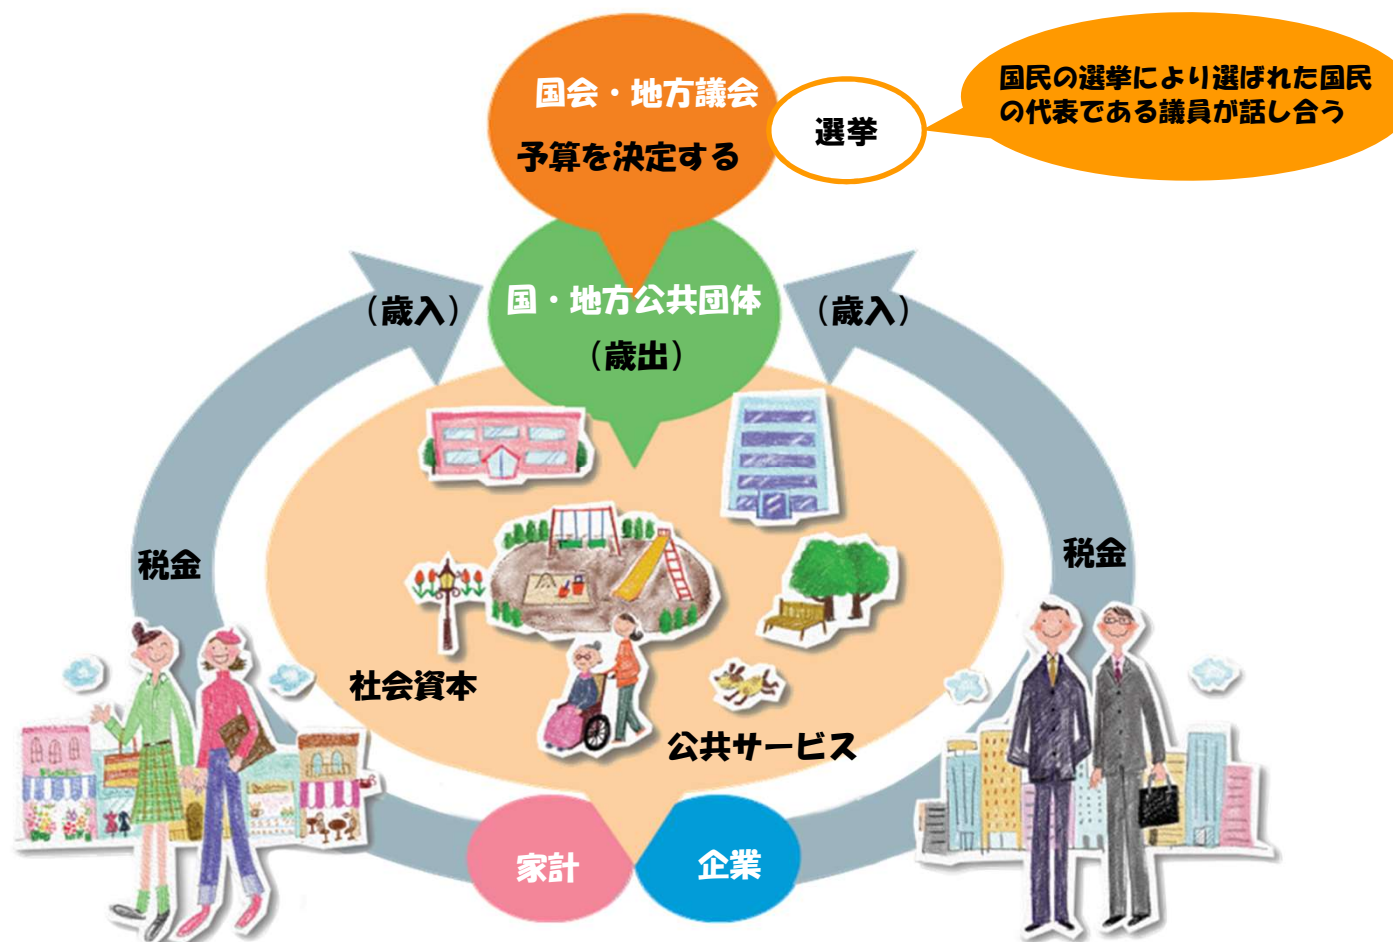 国会・地方議会
予算を決定する
選挙
国民の選挙により選ばれた国民
の代表である議員が話し合う
(歳入)
国・地方公共団体
(歳出)
(歳入)
税金
税金
社会資本
公共サービス
家計
企業